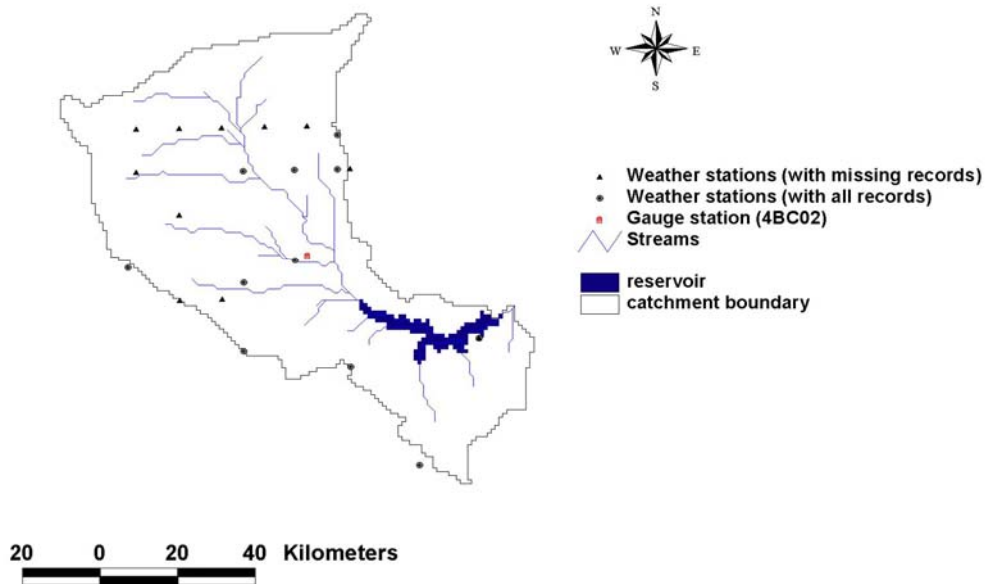 N
W E
S
Weather stations (with missing records)
Weather stations (with all records)
Gauge station (4BC02)
Streams
reservoir
catchment boundary
20 0 20 40 Kilometers